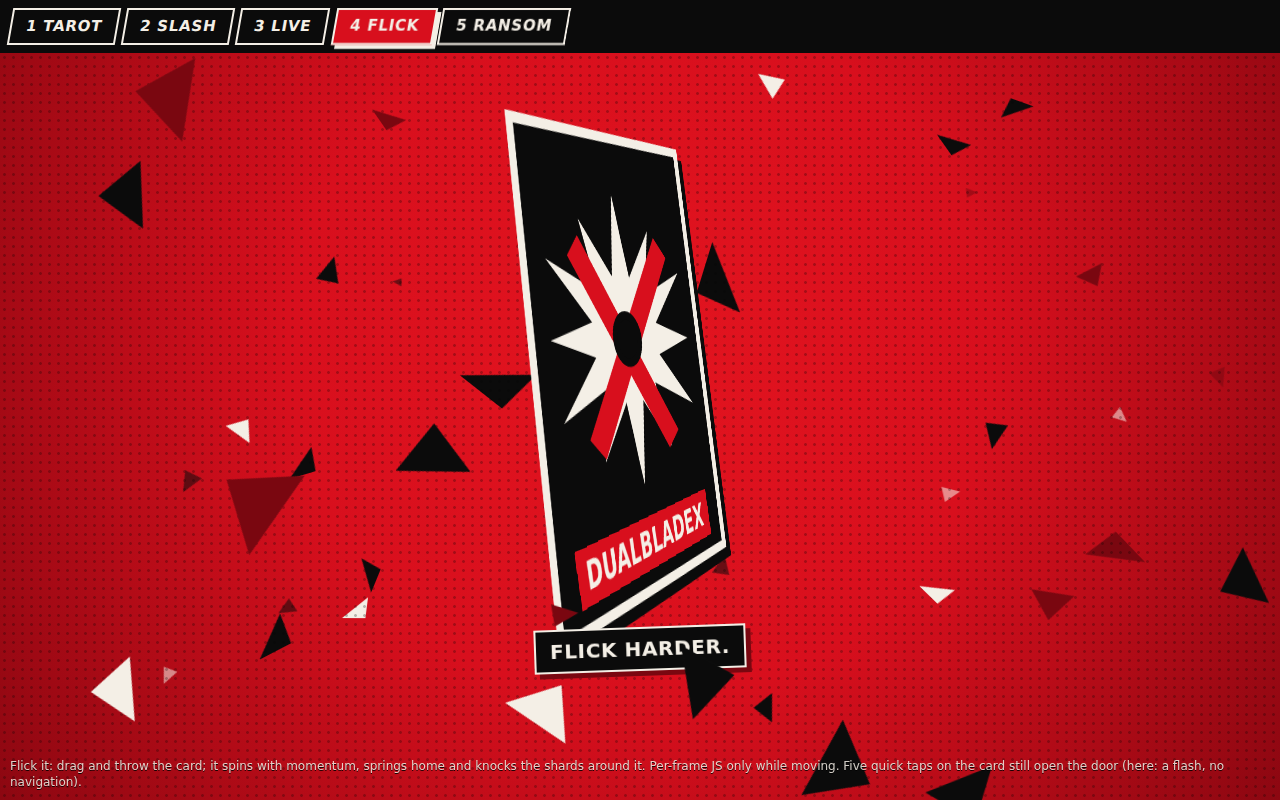 1 TAROT
2 SLASH
3 LIVE
4 FLICK
5 RANSOM
DUALBLADEX
FLICK HARDER.
Flick it: drag and throw the card; it spins with momentum, springs home and knocks the shards around it. Per-frame JS only while moving. Five quick taps on the card still open the door (here: a flash, no
navigation).